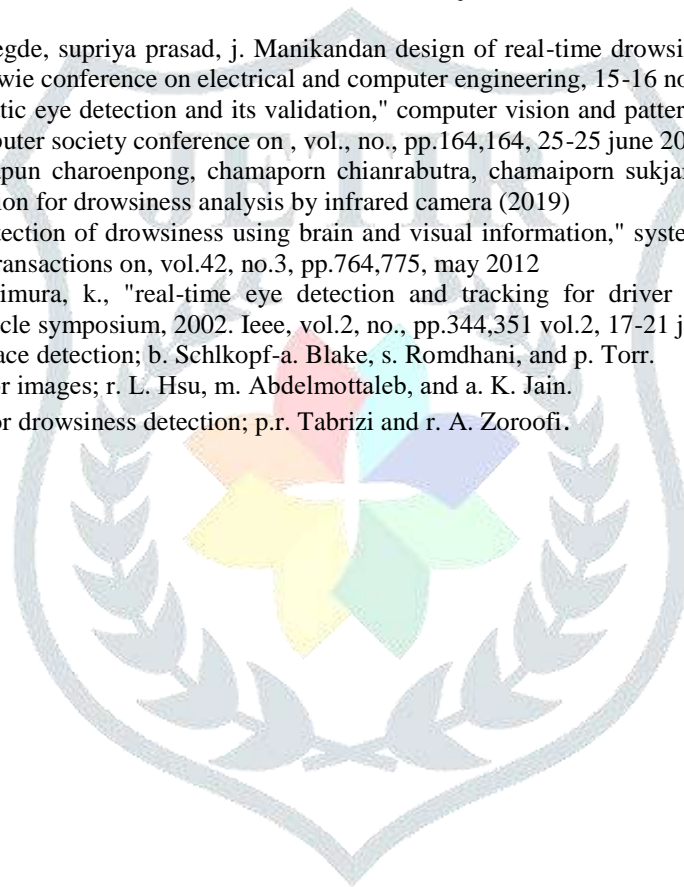 egde, supriya prasad, j. Manikandan design of real-time drowsi
wie conference on electrical and computer engineering, 15-16 no
tic eye detection and its validation," computer vision and patter
puter society conference on , vol., no., pp.164,164, 25-25 june 20
pun charoenpong, chamaporn chianrabutra, chamaiporn sukjan
ion for drowsiness analysis by infrared camera (2019)
JETIR
tection of drowsiness using brain and visual information," syste
ransactions on, vol.42, no.3, pp.764,775, may 2012
imura, k., "real-time eye detection and tracking for driver
cle symposium, 2002. Ieee, vol.2, no., pp.344,351 vol.2, 17-21 j
ace detection; b. Schlkopf-a. Blake, s. Romdhani, and p. Torr.
or images; r. L. Hsu, m. Abdelmottaleb, and a. K. Jain.
or drowsiness detection; p.r. Tabrizi and r. A. Zoroofi.